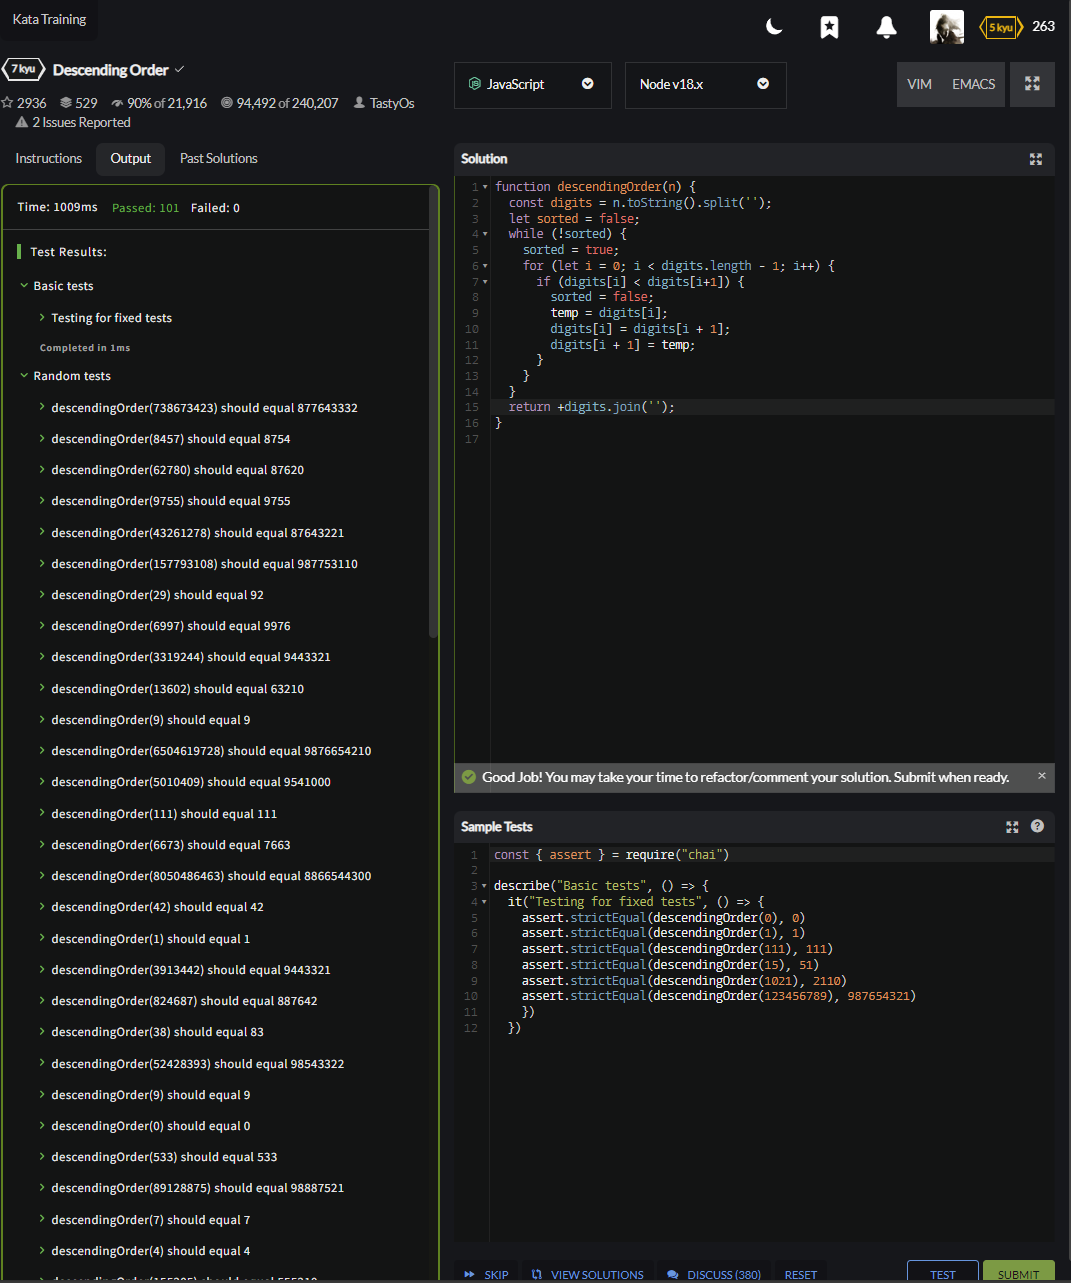 Kata Training
5 kyu
263
7 kyu
Descending Order
2936
529
90% of 21,916
94,492 of 240,207
TastyOs
2 Issues Reported
JavaScript
Node v18.x
VIM
EMACS
Instructions
Output
Past Solutions
Time: 1009ms Passed: 101 Failed: 0
Test Results:
Basic tests
Testing for fixed tests
Completed in 1ms
Random tests
descendingOrder(738673423) should equal 877643332
descendingOrder(8457) should equal 8754
descendingOrder(62780) should equal 87620
descendingOrder(9755) should equal 9755
descendingOrder(43261278) should equal 87643221
descendingOrder(157793108) should equal 987753110
descendingOrder(29) should equal 92
descendingOrder(6997) should equal 9976
descendingOrder(3319244) should equal 9443321
descendingOrder(13602) should equal 63210
descendingOrder(9) should equal 9
descendingOrder(6504619728) should equal 9876654210
descendingOrder(5010409) should equal 9541000
descendingOrder(111) should equal 111
descendingOrder(6673) should equal 7663
descendingOrder(8050486463) should equal 8866544300
descendingOrder(42) should equal 42
descendingOrder(1) should equal 1
descendingOrder(3913442) should equal 9443321
descendingOrder(824687) should equal 887642
descendingOrder(38) should equal 83
descendingOrder(52428393) should equal 98543322
descendingOrder(9) should equal 9
descendingOrder(0) should equal 0
descendingOrder(533) should equal 533
descendingOrder(89128875) should equal 98887521
descendingOrder(7) should equal 7
descendingOrder(4) should equal 4
Solution
1 function descendingOrder(n) {
2 const digits = n.toString().split('');
3 let sorted = false;
4 while (!sorted) {
5 sorted = true;
6 for (let i = 0; i < digits.length - 1; i++) {
7 if (digits[i] < digits[i+1]) {
8 sorted = false;
9 temp = digits[i];
10 digits[i] = digits[i + 1];
11 digits[i + 1] = temp;
12 }
13 }
14 }
15 return +digits.join('');
16 }
17
Good Job! You may take your time to refactor/comment your solution. Submit when ready.
Sample Tests
1 const { assert } = require("chai")
2
3 describe("Basic tests", () => {
4 it("Testing for fixed tests", () => {
5 assert.strictEqual(descendingOrder(0), 0)
6 assert.strictEqual(descendingOrder(1), 1)
7 assert.strictEqual(descendingOrder(111), 111)
8 assert.strictEqual(descendingOrder(15), 51)
9 assert.strictEqual(descendingOrder(1021), 2110)
10 assert.strictEqual(descendingOrder(123456789), 987654321)
11 })
12 })
SKIP
VIEW SOLUTIONS
DISCUSS (380)
RESET
TEST
SUBMIT